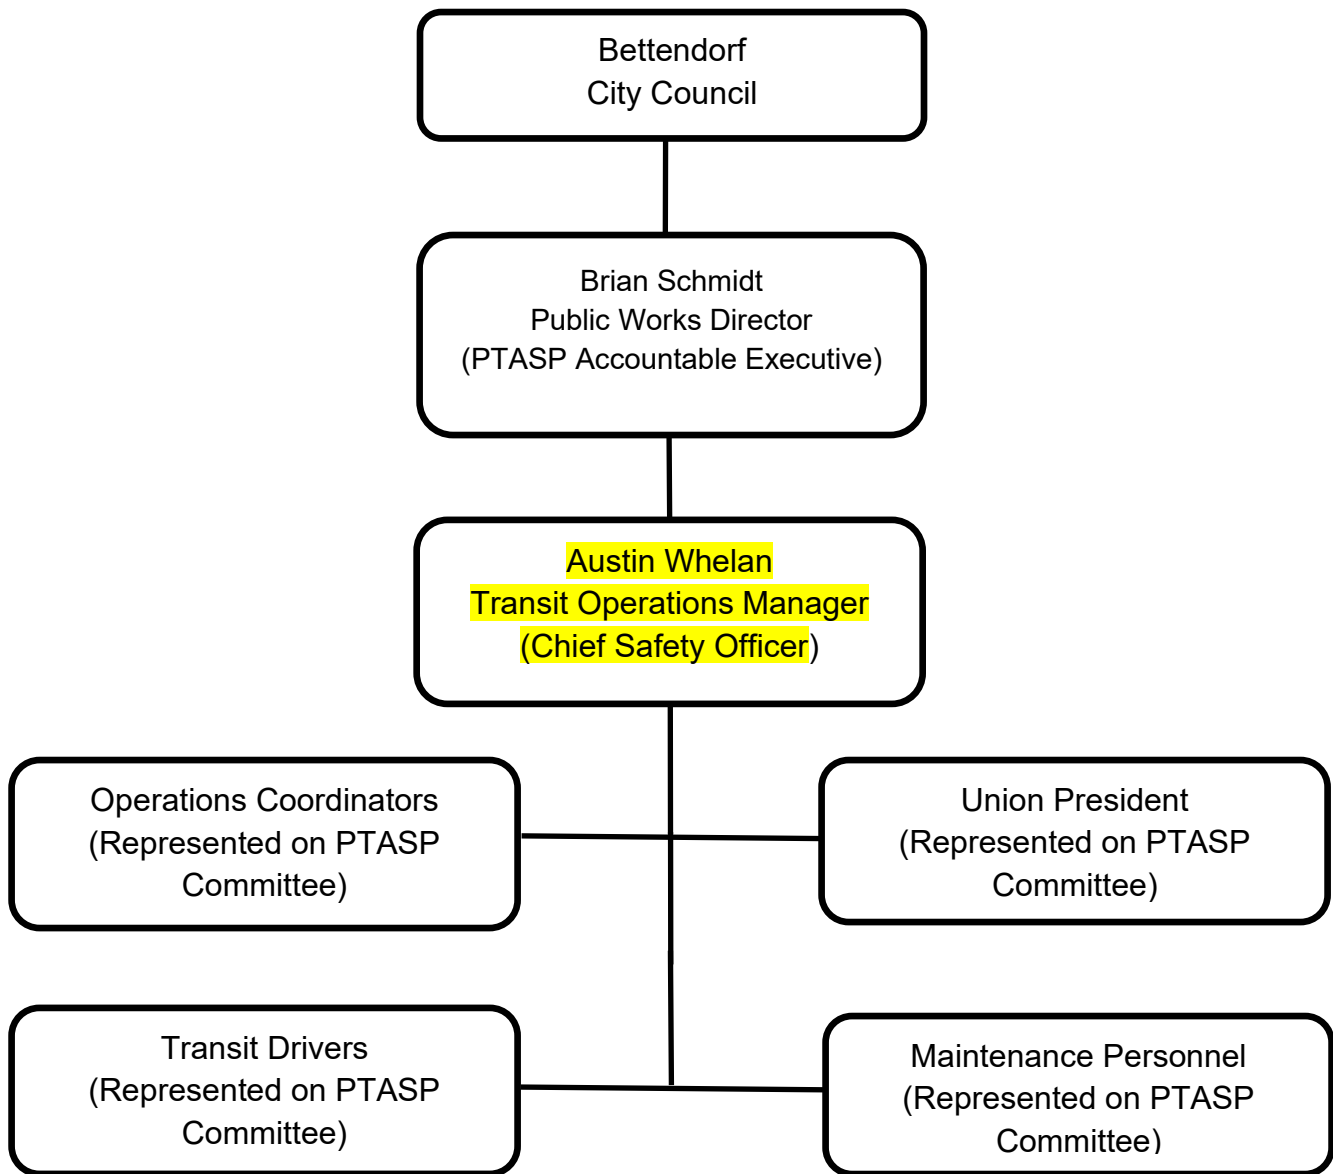 Bettendorf
City Council
Brian Schmidt
Public Works Director
(PTASP Accountable Executive)
Austin Whelan
Transit Operations Manager
(Chief Safety Officer)
Operations Coordinators
(Represented on PTASP
Committee)
Union President
(Represented on PTASP
Committee)
Transit Drivers
(Represented on PTASP
Committee)
Maintenance Personnel
(Represented on PTASP
Committee)